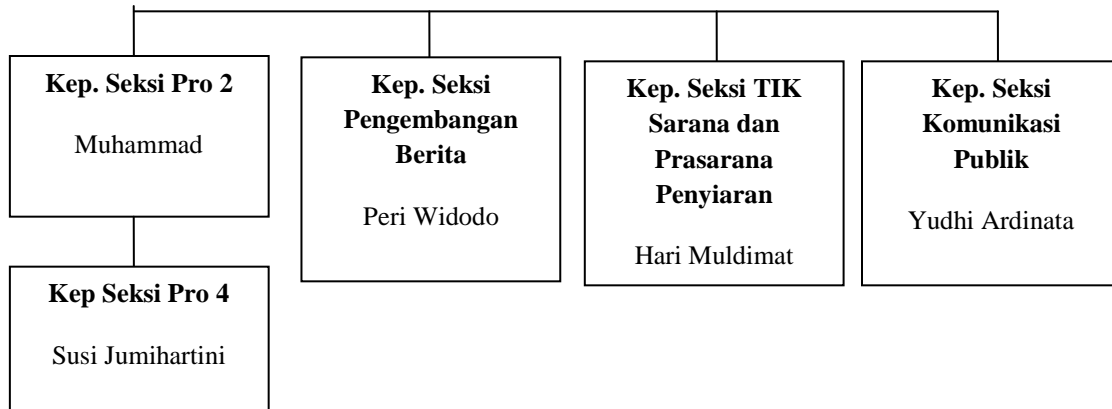 Kep. Seksi Pro 2
Muhammad
Kep. Seksi
Pengembangan
Berita
Peri Widodo
Kep. Seksi TIK
Sarana dan
Prasarana
Penyiaran
Hari Muldimat
Kep. Seksi
Komunikasi
Publik
Yudhi Ardinata
Kep Seksi Pro 4
Susi Jumihartini